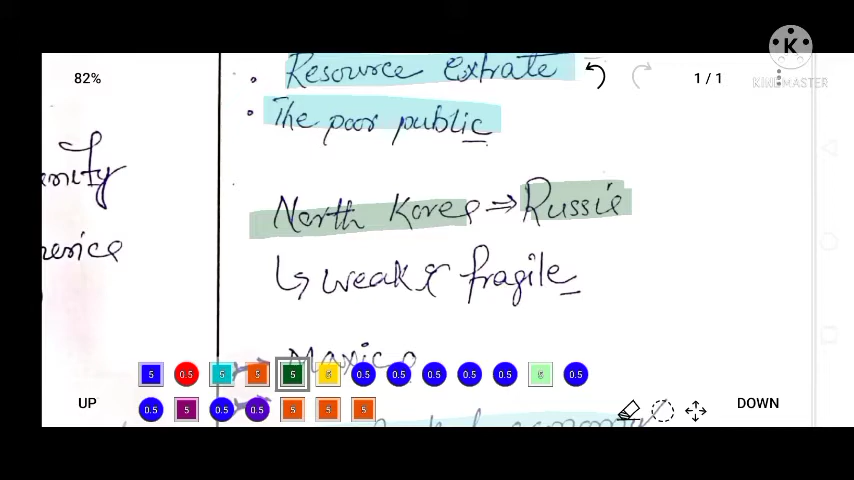 82%
K
KINEMASTER
1 / 1
• Resource extrate
• The poor public
North Korea ⇒ Russia
↳ weak & fragile
Maxico
5 0.5 5 5 5 5 0.5 0.5 0.5 0.5 0.5 5 0.5
UP
0.5 5 0.5 0.5 5 5 5
DOWN